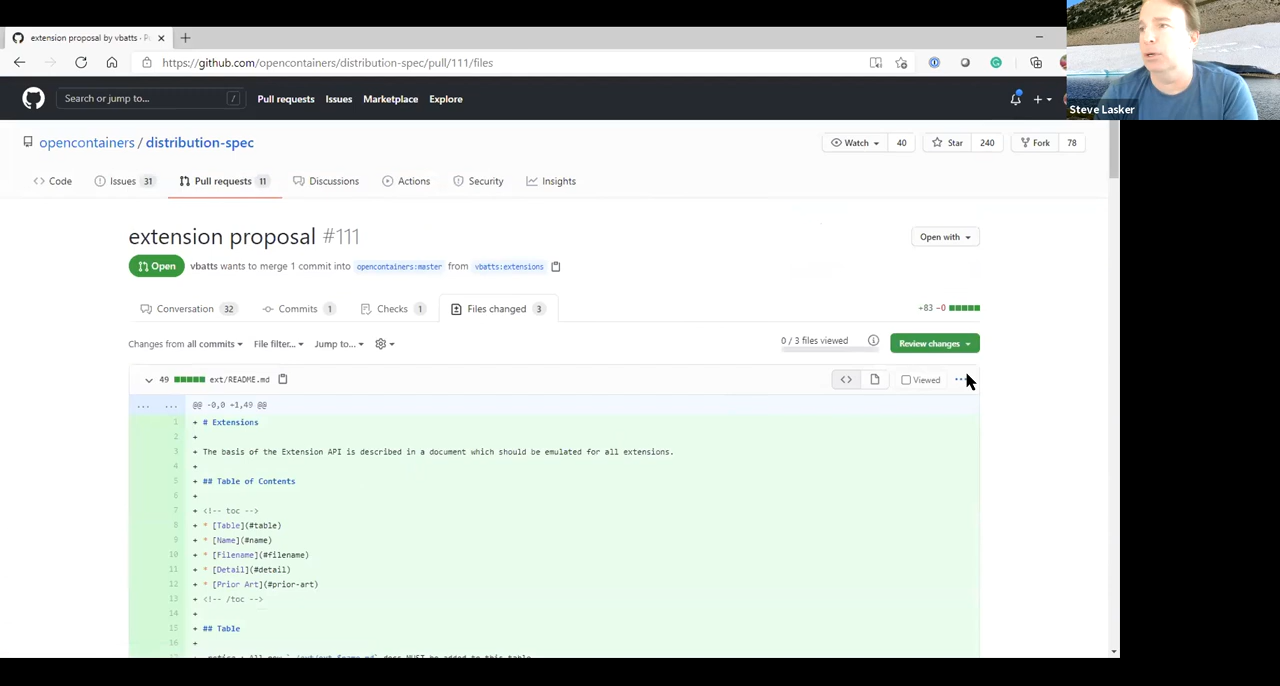 extension proposal by vbatts · P
https://github.com/opencontainers/distribution-spec/pull/111/files
Steve Lasker
Search or jump to... /
Pull requests Issues Marketplace Explore
opencontainers / distribution-spec
Watch 40 Star 240 Fork 78
Code Issues 31 Pull requests 11 Discussions Actions Security Insights
extension proposal #111
Open with
Open vbatts wants to merge 1 commit into opencontainers:master from vbatts:extensions
Conversation 32 Commits 1 Checks 1 Files changed 3 +83 −0
Changes from all commits File filter... Jump to... 0 / 3 files viewed Review changes
49 ext/README.md <> Viewed ...
... ... @@ -0,0 +1,49 @@
1 + # Extensions
2 +
3 + The basis of the Extension API is described in a document which should be emulated for all extensions.
4 +
5 + ## Table of Contents
6 +
7 + <!-- toc -->
8 + * [Table](#table)
9 + * [Name](#name)
10 + * [Filename](#filename)
11 + * [Detail](#detail)
12 + * [Prior Art](#prior-art)
13 + <!-- /toc -->
14 +
15 + ## Table
16 +
docs MUST be added to this table